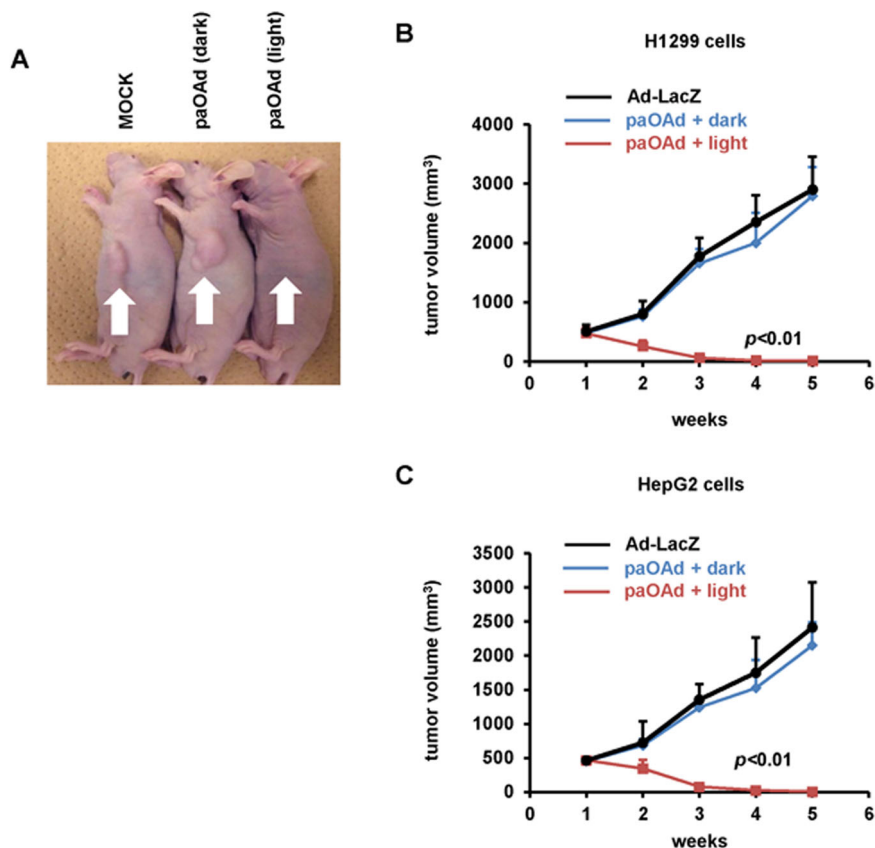 A
MOCK
paOAd (dark)
paOAd (light)
B
H1299 cells
Ad-LacZ
paOAd + dark
paOAd + light
tumor volume (mm³)
4000
3000
2000
1000
0
p<0.01
0 1 2 3 4 5 6
weeks
C
HepG2 cells
Ad-LacZ
paOAd + dark
paOAd + light
tumor volume (mm³)
3500
3000
2500
2000
1500
1000
500
0
p<0.01
0 1 2 3 4 5 6
weeks